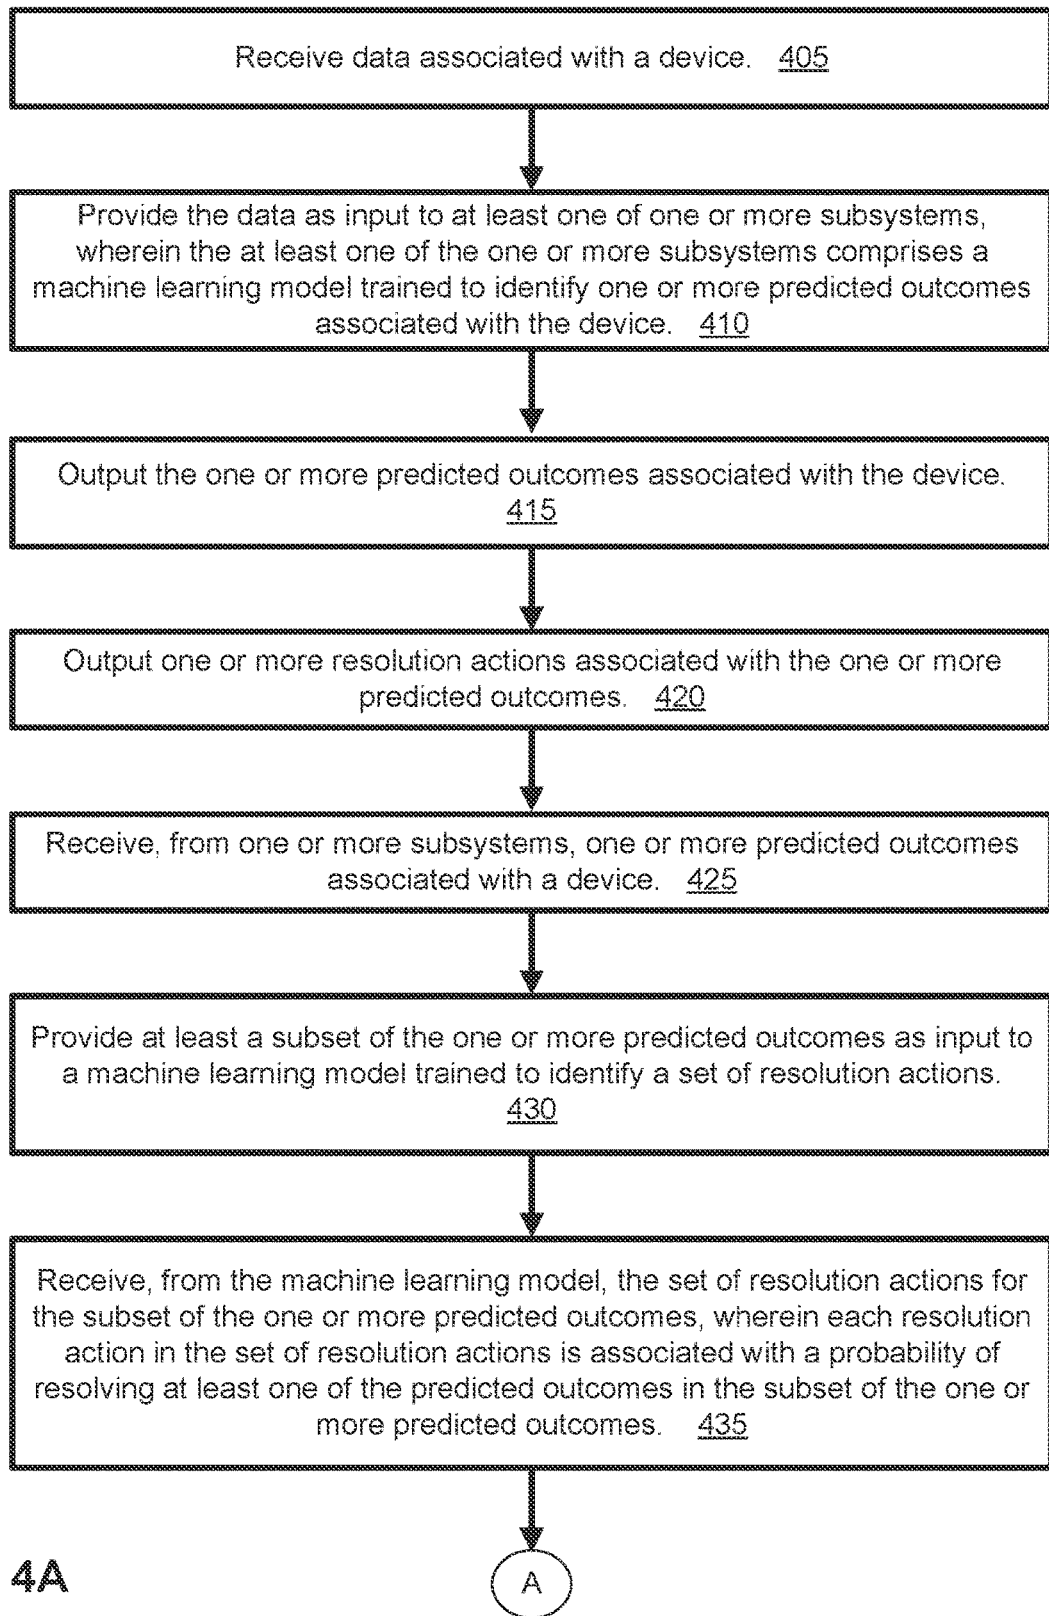 Receive data associated with a device. 405
Provide the data as input to at least one of one or more subsystems,
wherein the at least one of the one or more subsystems comprises a
machine learning model trained to identify one or more predicted outcomes
associated with the device. 410
Output the one or more predicted outcomes associated with the device.
415
Output one or more resolution actions associated with the one or more
predicted outcomes. 420
Receive, from one or more subsystems, one or more predicted outcomes
associated with a device. 425
Provide at least a subset of the one or more predicted outcomes as input to
a machine learning model trained to identify a set of resolution actions.
430
Receive, from the machine learning model, the set of resolution actions for
the subset of the one or more predicted outcomes, wherein each resolution
action in the set of resolution actions is associated with a probability of
resolving at least one of the predicted outcomes in the subset of the one or
more predicted outcomes. 435
4A
A